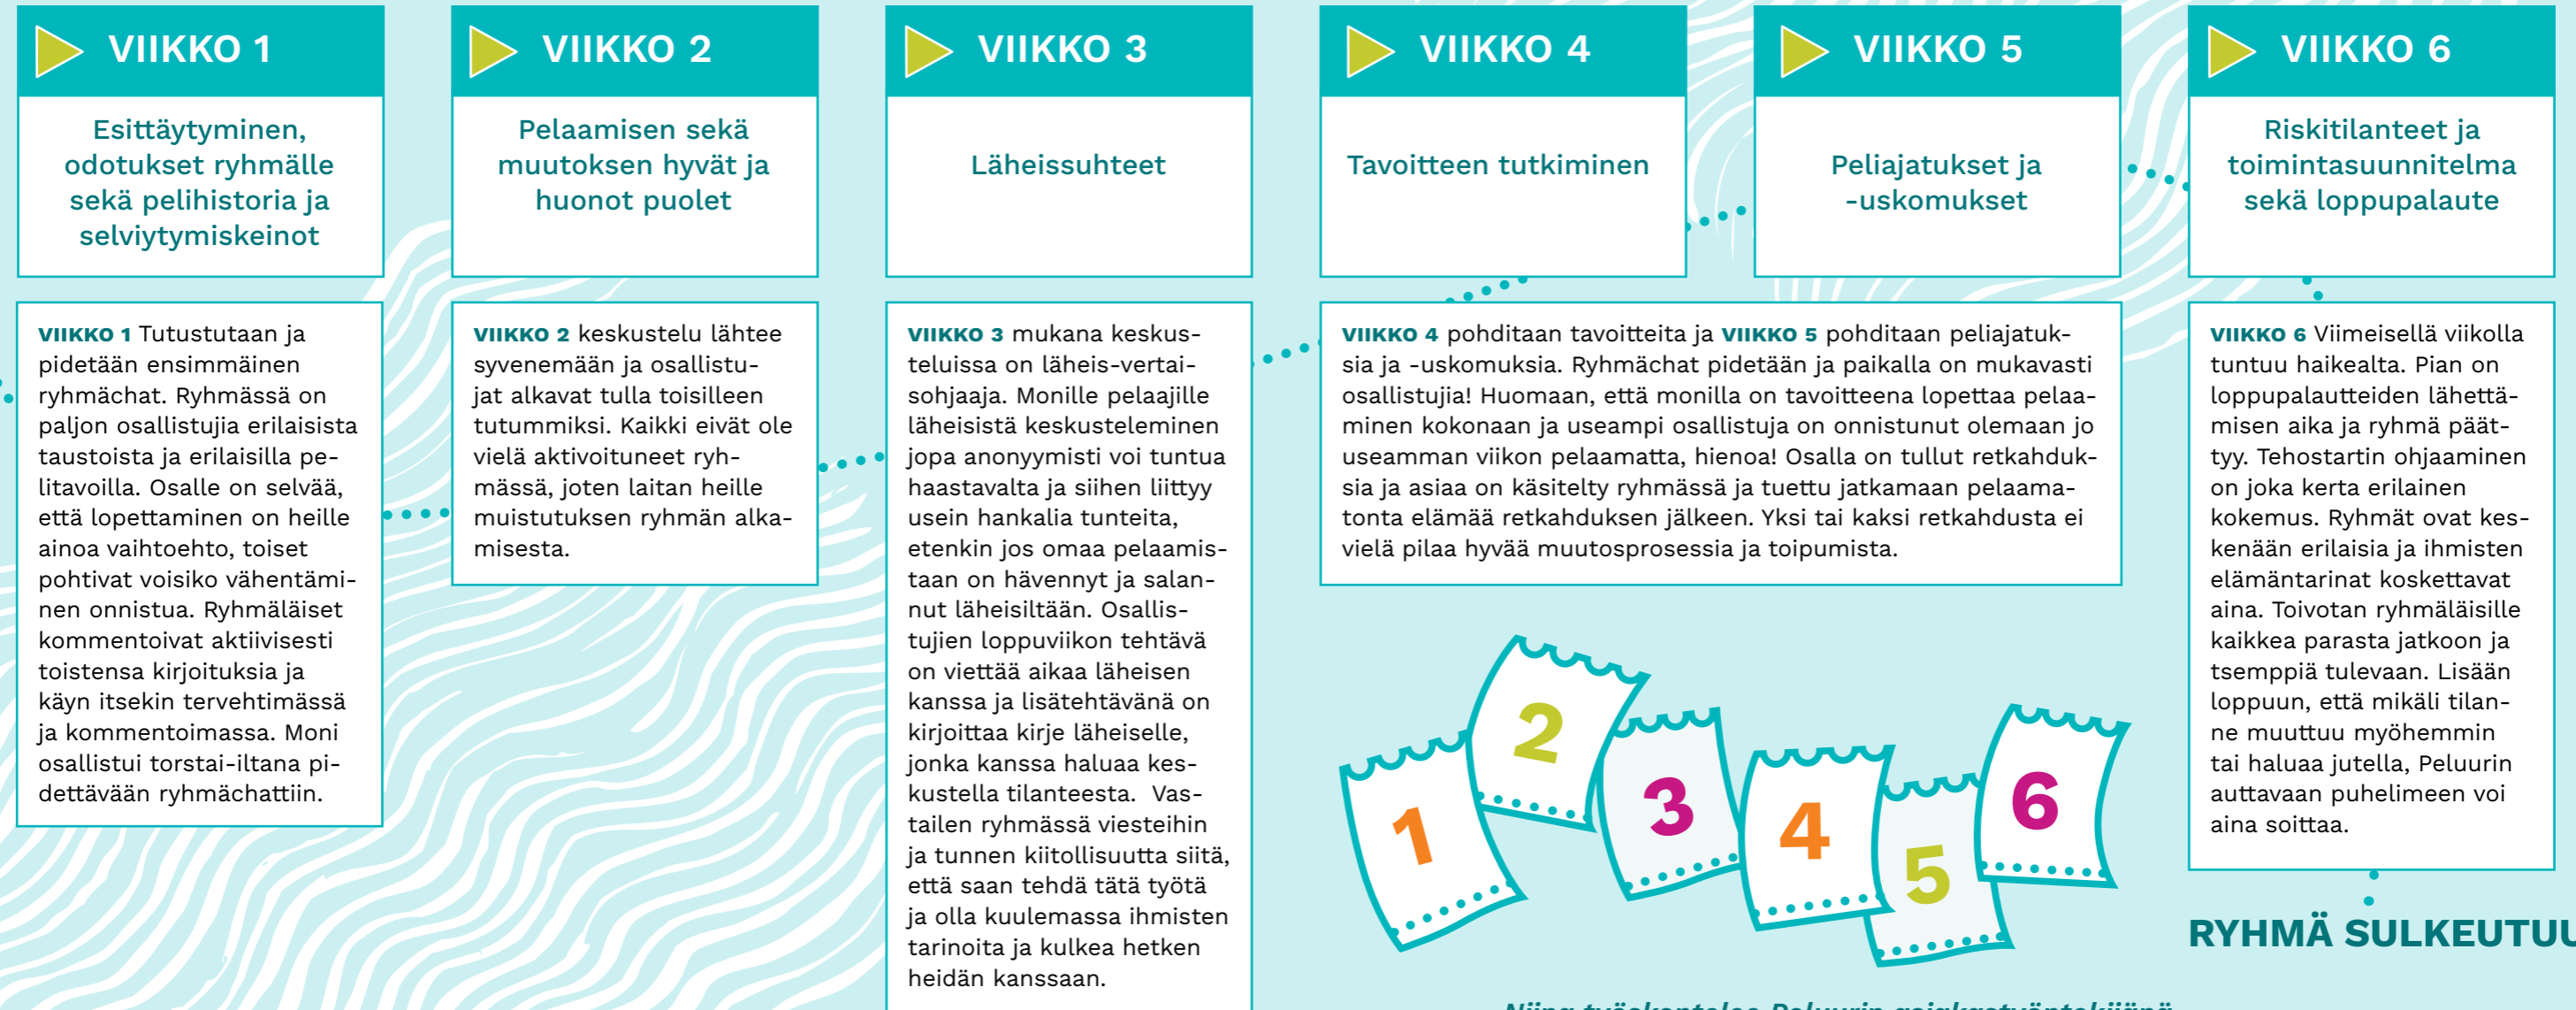 VIIKKO 1
Esittäytyminen,
odotukset ryhmälle
sekä pelihistoria ja
selviytymiskeinot
VIIKKO 1 Tutustutaan ja
pidetään ensimmäinen
ryhmächat. Ryhmässä on
paljon osallistujia erilaisista
taustoista ja erilaisilla pe-
litavoilla. Osalle on selvää,
että lopettaminen on heille
ainoa vaihtoehto, toiset
pohtivat voisiko vähentämi-
nen onnistua. Ryhmäläiset
kommentoivat aktiivisesti
toistensa kirjoituksia ja
käyn itsekin tervehtimässä
ja kommentoimassa. Moni
osallistui torstai-iltana pi-
dettävään ryhmächattiin.
VIIKKO 2
Pelaamisen sekä
muutoksen hyvät ja
huonot puolet
VIIKKO 2 keskustelu lähtee
syvenemään ja osallistu-
jat alkavat tulla toisilleen
tutummiksi. Kaikki eivät ole
vielä aktivoituneet ryh-
mässä, joten laitan heille
muistutuksen ryhmän alka-
misesta.
VIIKKO 3
Läheissuhteet
VIIKKO 3 mukana keskus-
teluissa on läheis-vertai-
sohjaaja. Monille pelaajille
läheisistä keskusteleminen
jopa anonyymisti voi tuntua
haastavalta ja siihen liittyy
usein hankalia tunteita,
etenkin jos omaa pelaamis-
taan on hävennyt ja salan-
nut läheisiltään. Osallis-
tujien loppuviikon tehtävä
on viettää aikaa läheisen
kanssa ja lisätehtävänä on
kirjoittaa kirje läheiselle,
jonka kanssa haluaa kes-
kustella tilanteesta. Vas-
tailen ryhmässä viesteihin
ja tunnen kiitollisuutta siitä,
että saan tehdä tätä työtä
ja olla kuulemassa ihmisten
tarinoita ja kulkea hetken
heidän kanssaan.
VIIKKO 4
Tavoitteen tutkiminen
VIIKKO 5
Peliajatukset ja
-uskomukset
VIIKKO 4 pohditaan tavoitteita ja VIIKKO 5 pohditaan peliajatuk-
sia ja -uskomuksia. Ryhmächat pidetään ja paikalla on mukavasti
osallistujia! Huomaan, että monilla on tavoitteena lopettaa pelaa-
minen kokonaan ja useampi osallistuja on onnistunut olemaan jo
useamman viikon pelaamatta, hienoa! Osalla on tullut retkahduk-
sia ja asiaa on käsitelty ryhmässä ja tuettu jatkamaan pelaama-
tonta elämää retkahduksen jälkeen. Yksi tai kaksi retkahdusta ei
vielä pilaa hyvää muutosprosessia ja toipumista.
1
2
3
4
5
6
VIIKKO 6
Riskitilanteet ja
toimintasuunnitelma
sekä loppupalaute
VIIKKO 6 Viimeisellä viikolla
tuntuu haikealta. Pian on
loppupalautteiden lähettä-
misen aika ja ryhmä päät-
tyy. Tehostartin ohjaaminen
on joka kerta erilainen
kokemus. Ryhmät ovat kes-
kenään erilaisia ja ihmisten
elämäntarinat koskettavat
aina. Toivotan ryhmäläisille
kaikkea parasta jatkoon ja
tsemppiä tulevaan. Lisään
loppuun, että mikäli tilan-
ne muuttuu myöhemmin
tai haluaa jutella, Peluurin
auttavaan puhelimeen voi
aina soittaa.
RYHMÄ SULKEUTUU